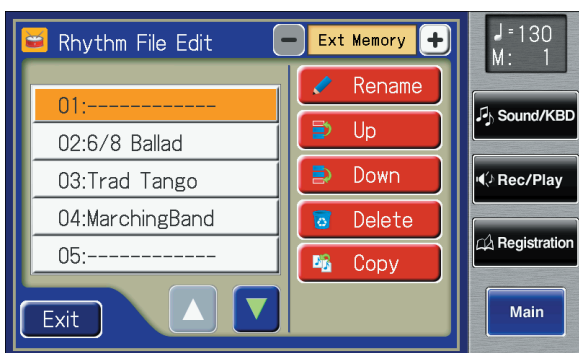 Rhythm File Edit
- Ext Memory +
♩=130
M: 1
01:------------
02:6/8 Ballad
03:Trad Tango
04:MarchingBand
05:------------
Rename
Up
Down
Delete
Copy
Exit
Sound/KBD
Rec/Play
Registration
Main